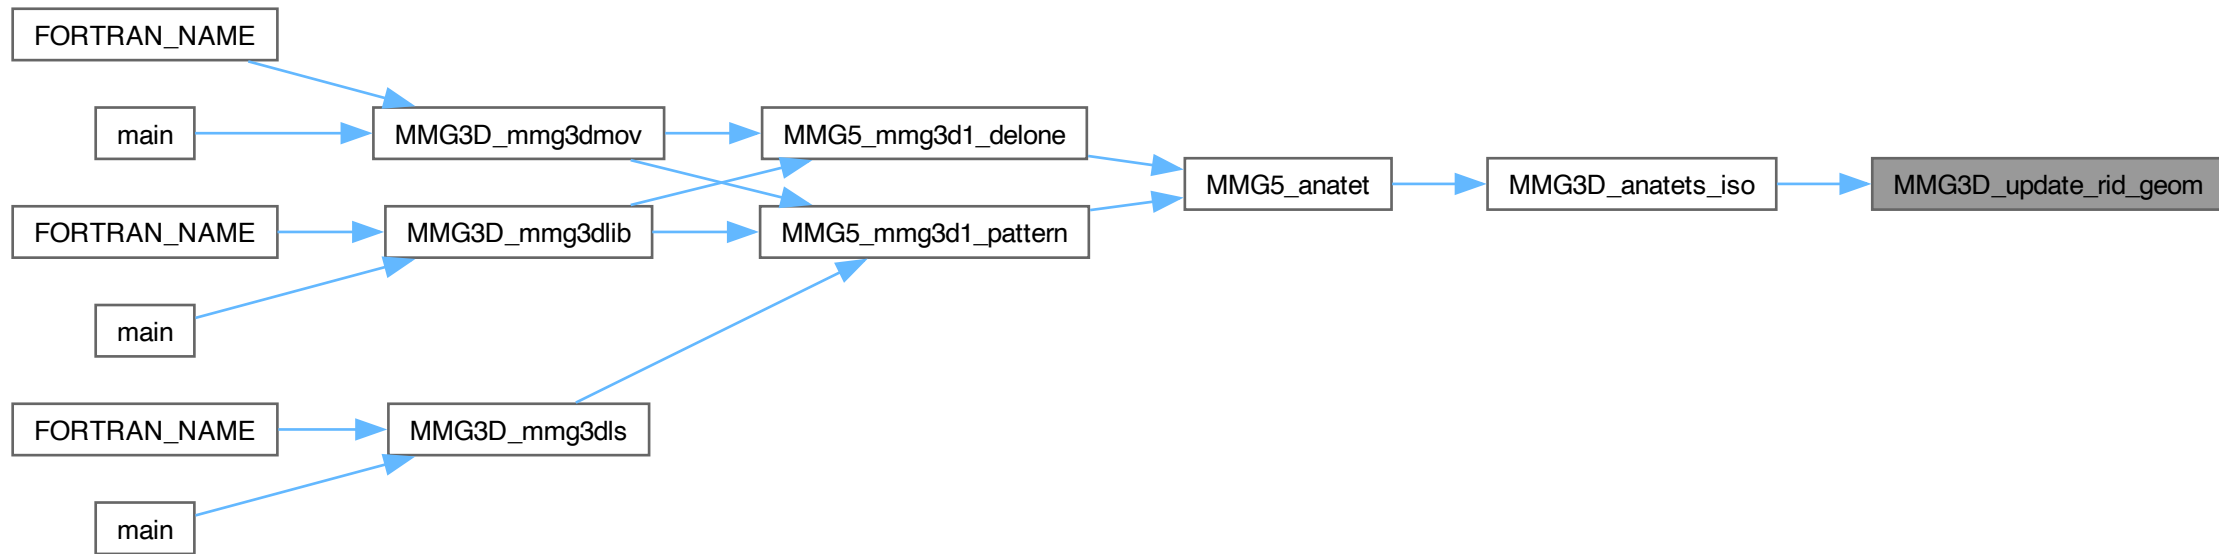 FORTRAN_NAME
main
MMG3D_mmg3dmov
MMG5_mmg3d1_delone
MMG5_anatet
MMG3D_anatets_iso
MMG3D_update_rid_geom
FORTRAN_NAME
MMG3D_mmg3dlib
MMG5_mmg3d1_pattern
main
FORTRAN_NAME
MMG3D_mmg3dls
main